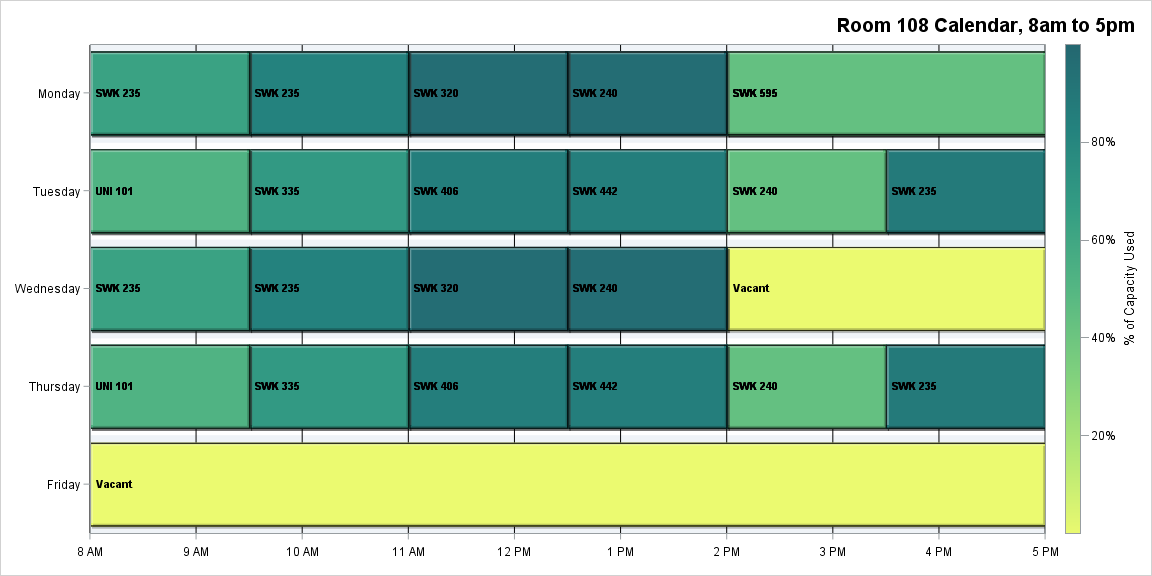 Room 108 Calendar, 8am to 5pm
Monday
SWK 235
SWK 235
SWK 320
SWK 240
SWK 595
Tuesday
UNI 101
SWK 335
SWK 406
SWK 442
SWK 240
SWK 235
Wednesday
SWK 235
SWK 235
SWK 320
SWK 240
Vacant
Thursday
UNI 101
SWK 335
SWK 406
SWK 442
SWK 240
SWK 235
Friday
Vacant
8 AM
9 AM
10 AM
11 AM
12 PM
1 PM
2 PM
3 PM
4 PM
5 PM
80%
60%
40%
20%
% of Capacity Used